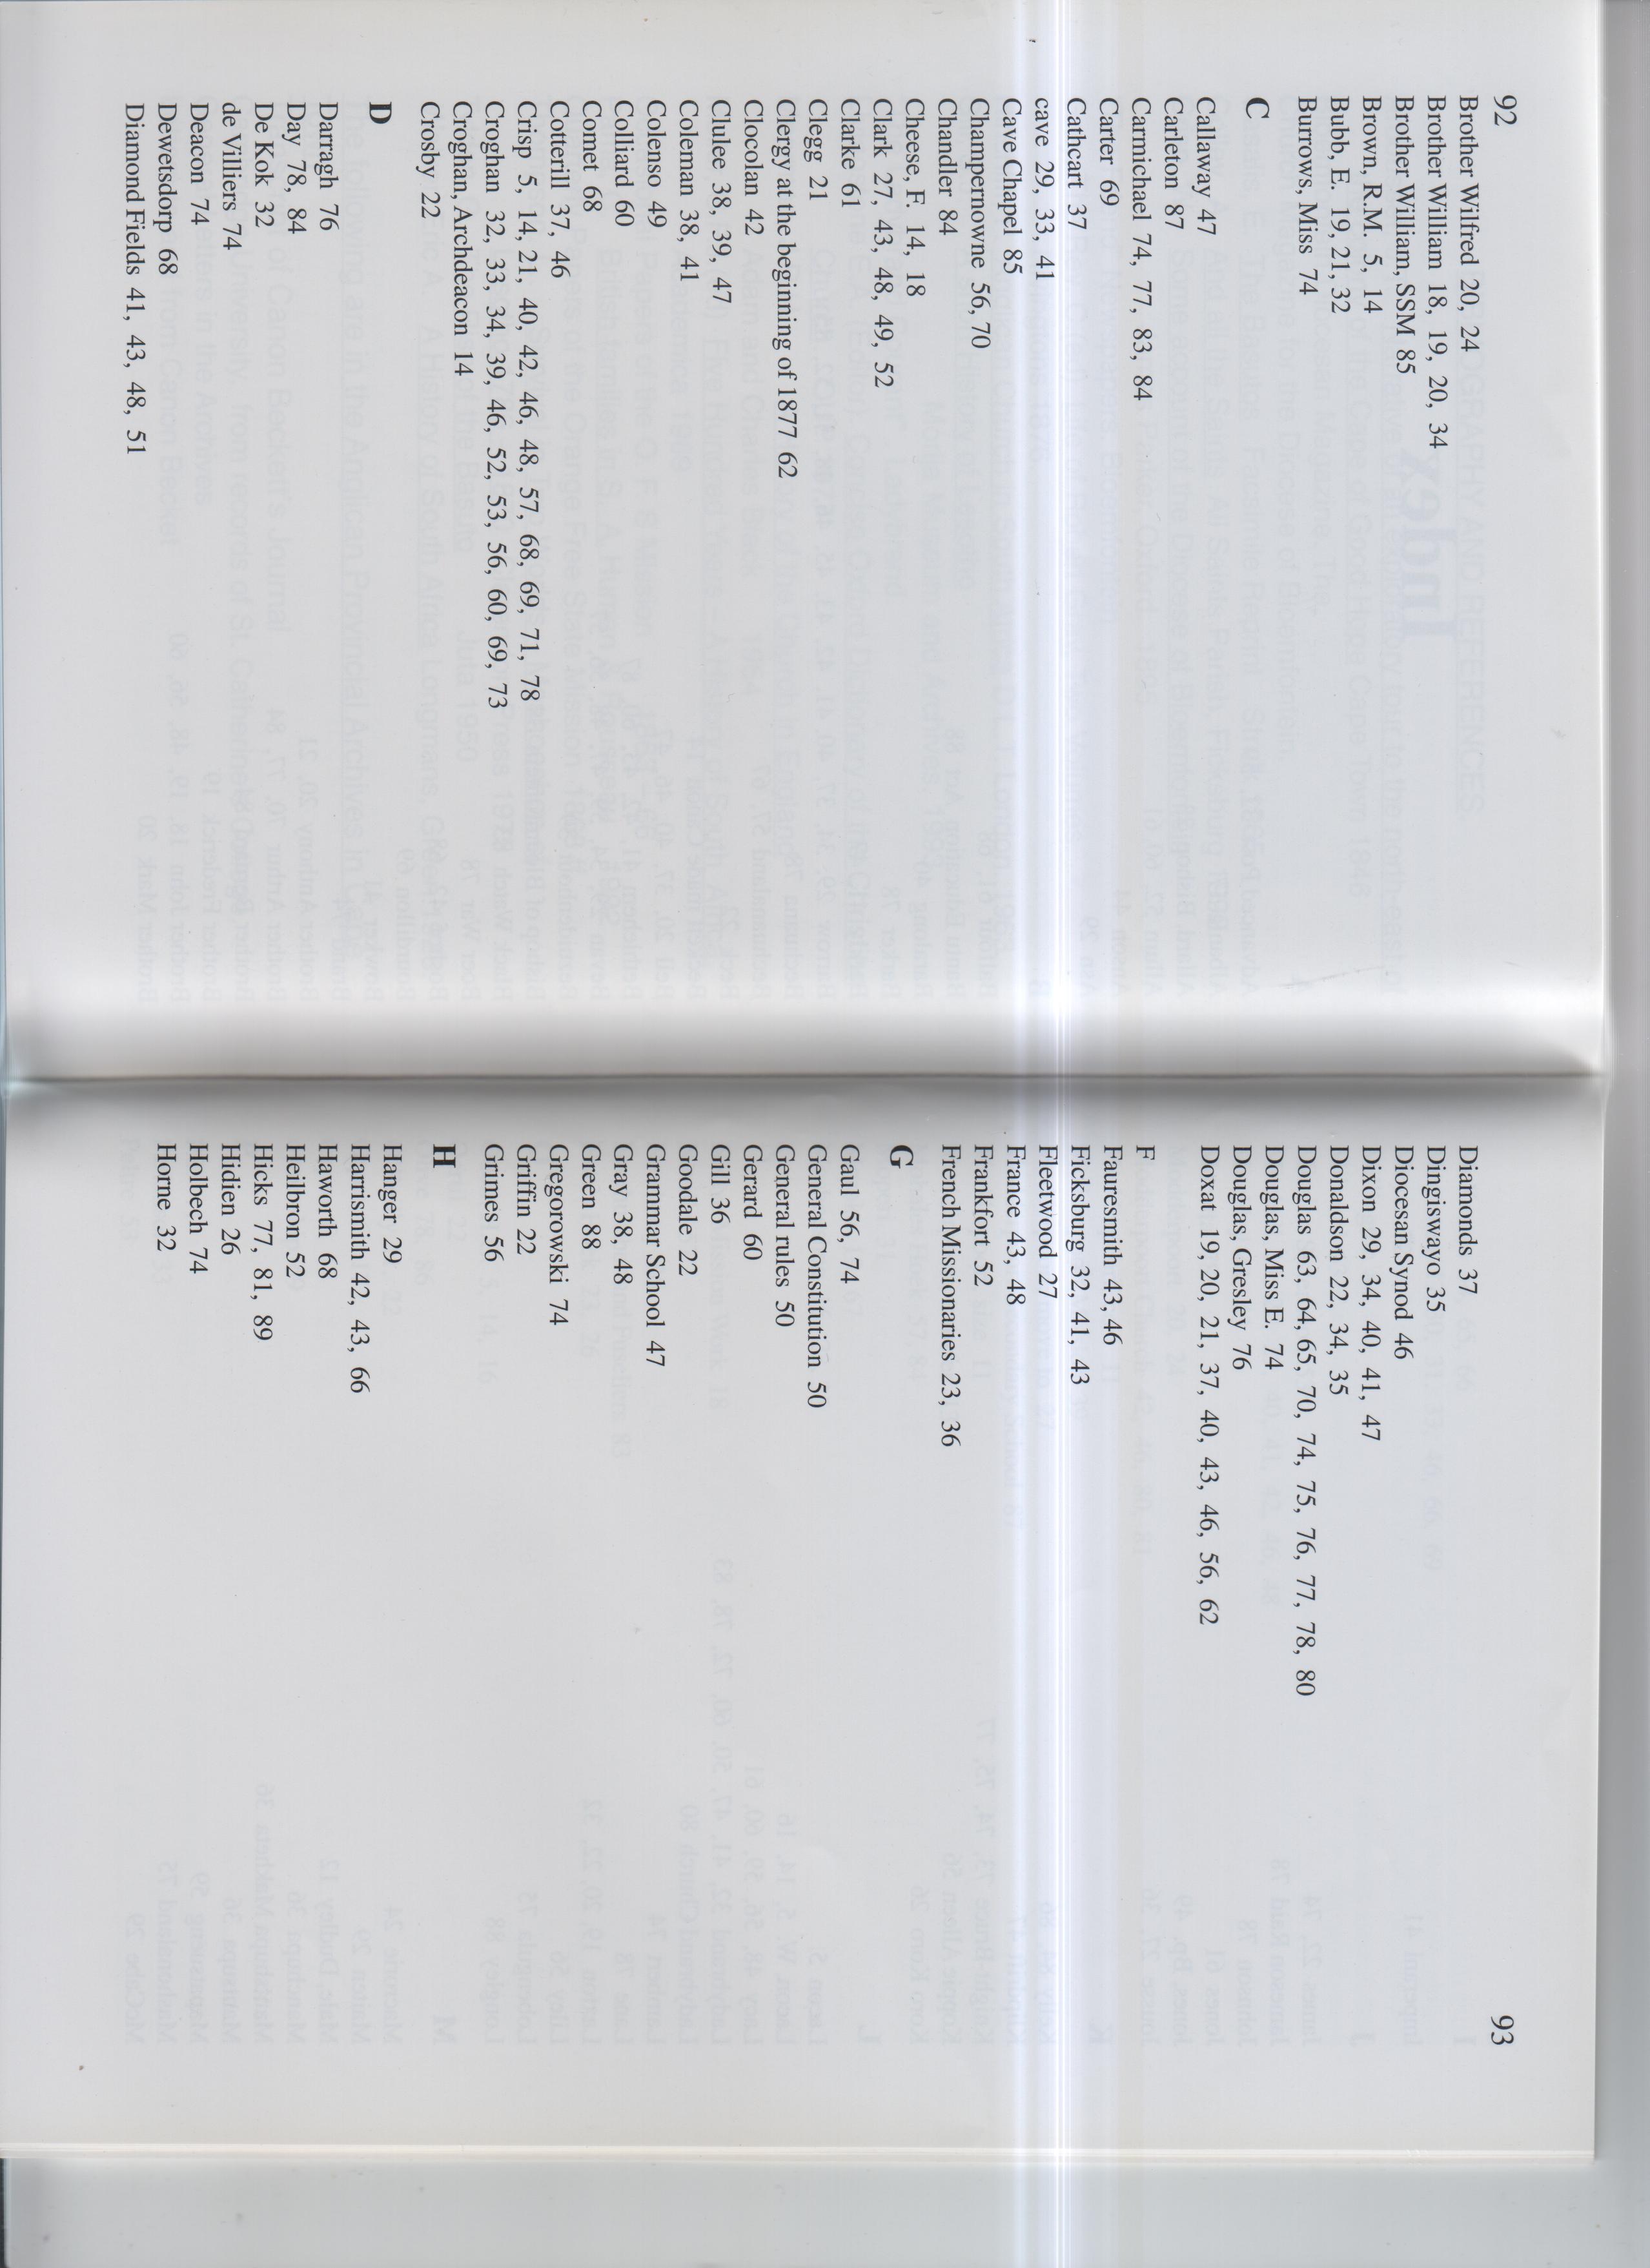 92
Brother Wilfred 20, 24
Brother William 18, 19, 20, 34
Brother William, SSM 85
Brown, R.M. 5, 14
Bubb, E. 19, 21, 32
Burrows, Miss 74
C
Callaway 47
Carleton 87
Carmichael 74, 77, 83, 84
Carter 69
Cathcart 37
cave 29, 33, 41
Cave Chapel 85
Champernowne 56, 70
Chandler 84
Cheese, F. 14, 18
Clark 27, 43, 48, 49, 52
Clarke 61
Clegg 21
Clergy at the beginning of 1877 62
Clocolan 42
Clulee 38, 39, 47
Coleman 38, 41
Colenso 49
Colliard 60
Comet 68
Cotterill 37, 46
Crisp 5, 14, 21, 40, 42, 46, 48, 57, 68, 69, 71, 78
Croghan 32, 33, 34, 39, 46, 52, 53, 56, 60, 69, 73
Croghan, Archdeacon 14
Crosby 22
D
Darragh 76
Day 78, 84
De Kok 32
de Villiers 74
Deacon 74
Dewetsdorp 68
Diamond Fields 41, 43, 48, 51
93
Diamonds 37
Dingiswayo 35
Diocesan Synod 46
Dixon 29, 34, 40, 41, 47
Donaldson 22, 34, 35
Douglas 63, 64, 65, 70, 74, 75, 76, 77, 78, 80
Douglas, Miss E. 74
Douglas, Gresley 76
Doxat 19, 20, 21, 37, 40, 43, 46, 56, 62
F
Fauresmith 43, 46
Ficksburg 32, 41, 43
Fleetwood 27
France 43, 48
Frankfort 52
French Missionaries 23, 36
G
Gaul 56, 74
General Constitution 50
General rules 50
Gerard 60
Gill 36
Goodale 22
Grammar School 47
Gray 38, 48
Green 88
Gregorowski 74
Griffin 22
Grimes 56
H
Hanger 29
Harrismith 42, 43, 66
Haworth 68
Heilbron 52
Hicks 77, 81, 89
Hidien 26
Holbech 74
Horne 32